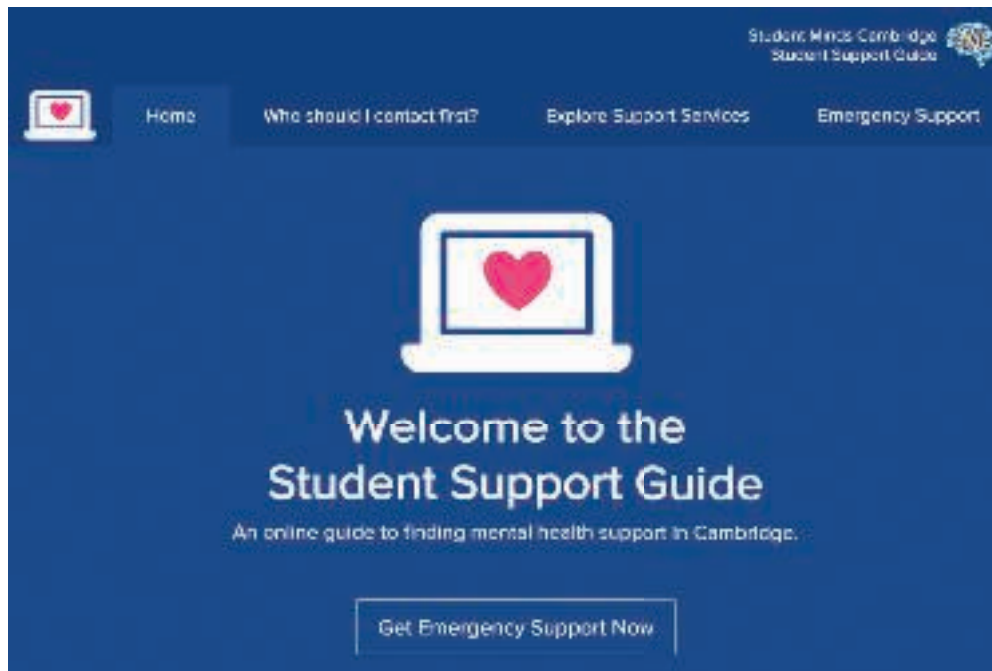 Student Minds Cambridge
Student Support Guide
Home
Who should I contact first?
Explore Support Services
Emergency Support
Welcome to the
Student Support Guide
An online guide to finding mental health support in Cambridge.
Get Emergency Support Now